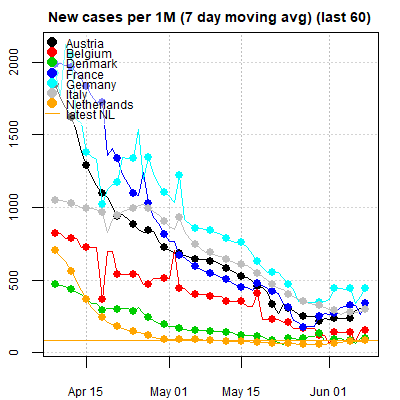 New cases per 1M (7 day moving avg) (last 60)
Austria
Belgium
Denmark
France
Germany
Italy
Netherlands
latest NL
2000
1500
1000
500
0
Apr 15 May 01 May 15 Jun 01